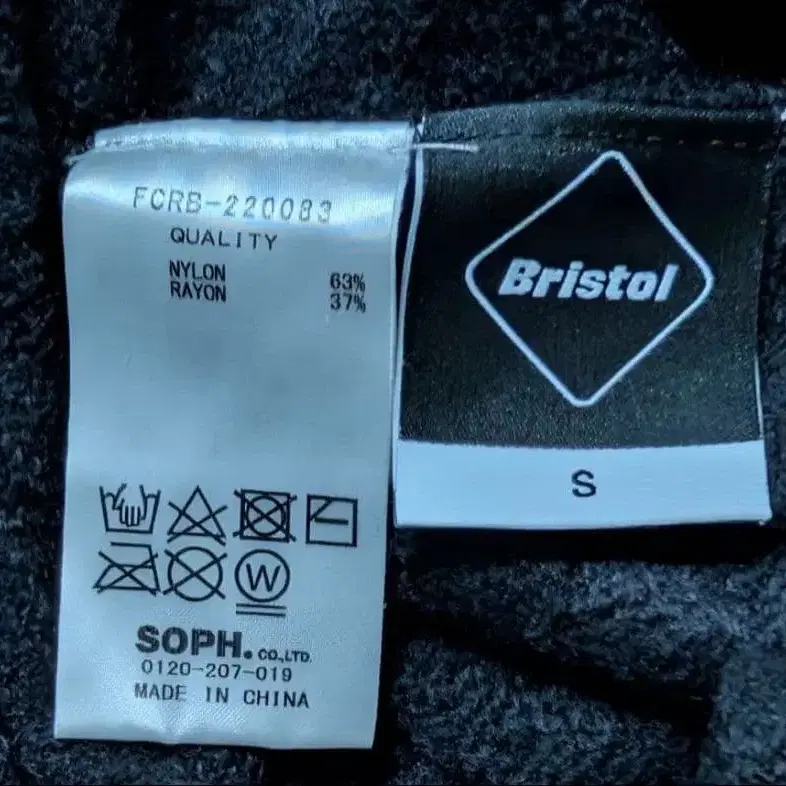 FCRB-220083
QUALITY
NYLON 63%
RAYON 37%
W
SOPH. CO.,LTD.
0120-207-019
MADE IN CHINA
Bristol
S